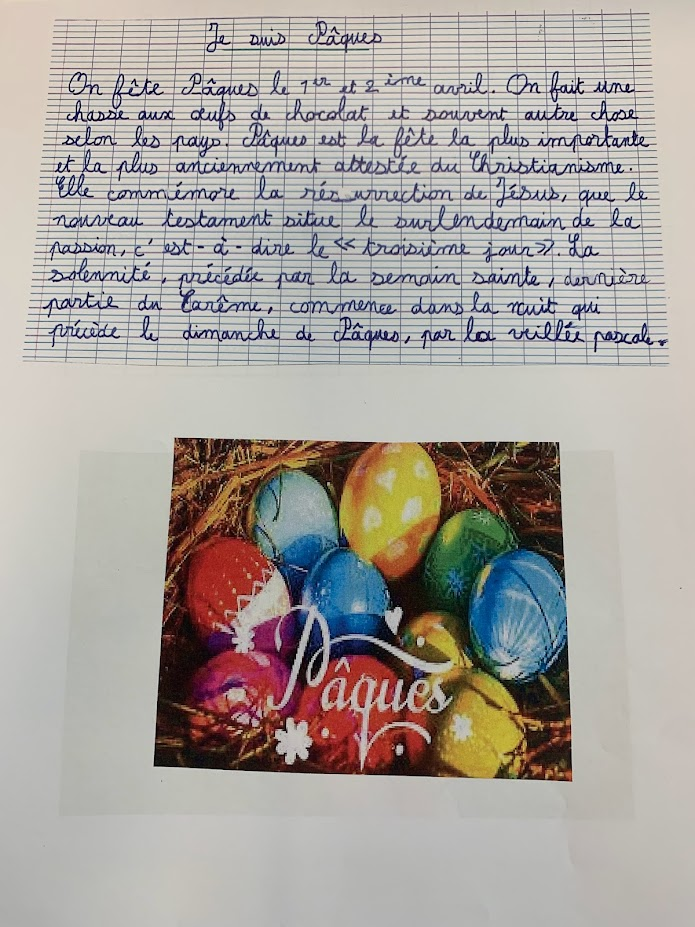 Je suis Pâques
On fête Pâques le 1er et 2ème avril. On fait une
chasse aux œufs de chocolat et souvent autre chose
selon les pays. Pâques est la fête la plus importante
et la plus anciennement attestée du Christianisme.
Elle commémore la résurrection de Jésus, que le
nouveau testament situe le surlendemain de la
passion, c'est-à-dire le << troisième jour >>. La
solennité, précédée par la semain sainte, dernière
partie du Carême, commence dans la nuit qui
précède le dimanche de Pâques, par la veillée pascale.
Pâques